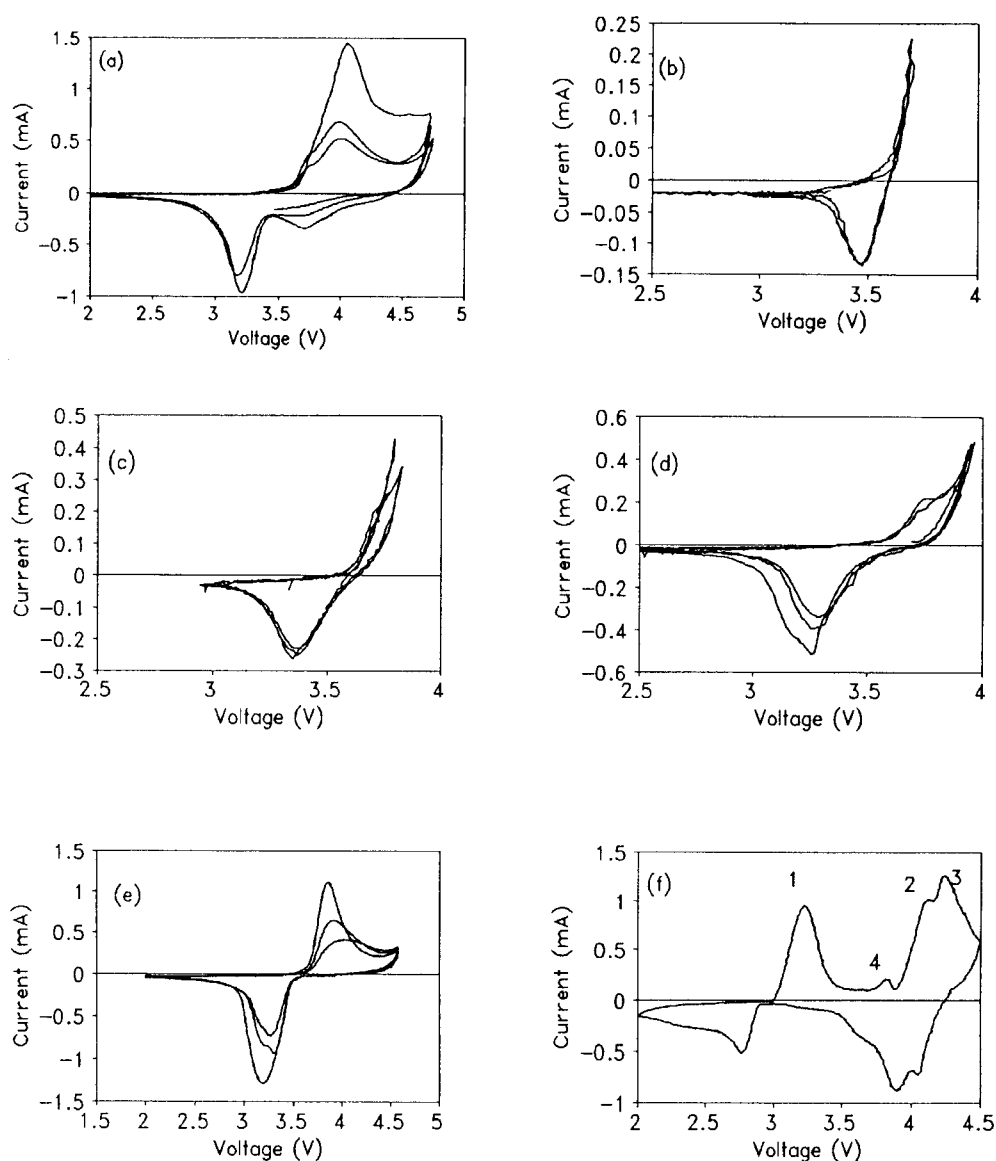 (a)
1.5
1
0.5
0
−0.5
−1
Current (mA)
2 2.5 3 3.5 4 4.5 5
Voltage (V)
(b)
0.25
0.20
0.15
0.10
0.05
0
−0.05
−0.1
−0.15
Current (mA)
2.5 3 3.5 4
Voltage (V)
(c)
0.5
0.4
0.3
0.2
0.1
0
−0.1
−0.2
−0.3
Current (mA)
2.5 3 3.5 4
Voltage (V)
(d)
0.6
0.4
0.2
0
−0.2
−0.4
−0.6
Current (mA)
2.5 3 3.5 4
Voltage (V)
(e)
1.5
1
0.5
0
−0.5
−1
−1.5
Current (mA)
1.5 2 2.5 3 3.5 4 4.5 5
Voltage (V)
(f)
1.5
1
0.5
0
−0.5
−1
Current (mA)
1 2 3
4
2 2.5 3 3.5 4 4.5
Voltage (V)